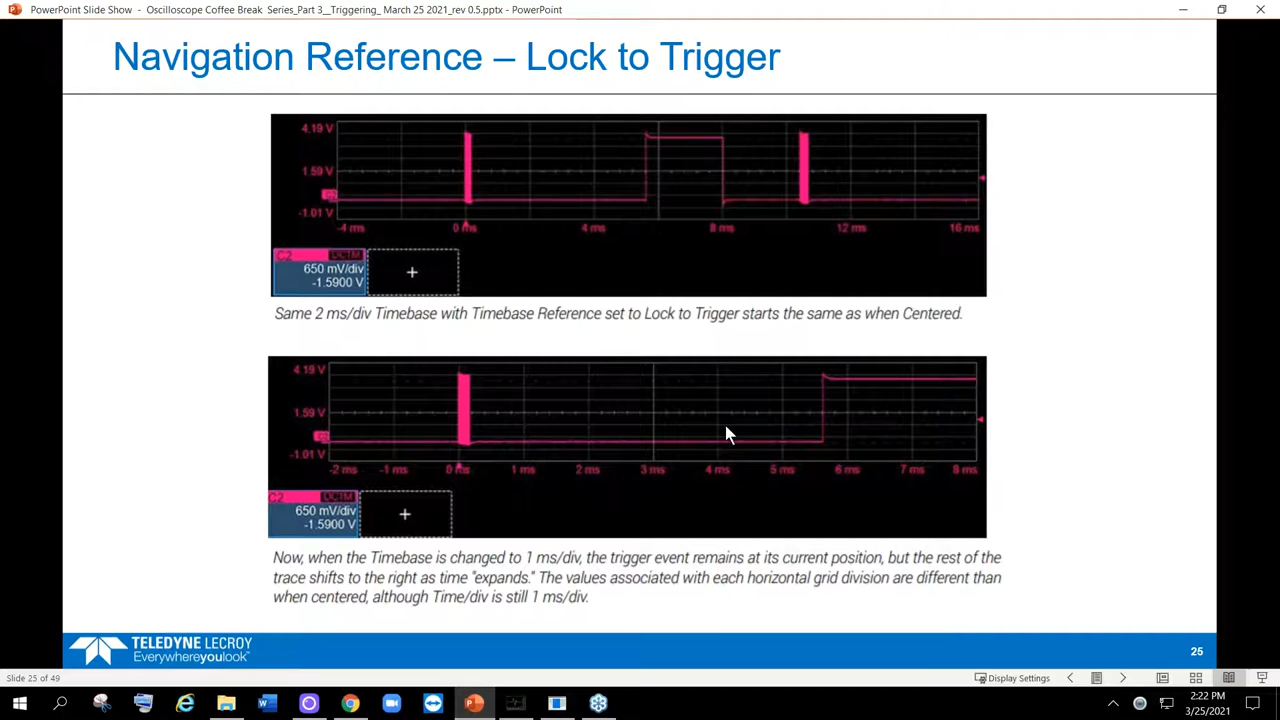 PowerPoint Slide Show - Oscilloscope Coffee Break Series_Part 3__Triggering_ March 25 2021_rev 0.5.pptx - PowerPoint
Navigation Reference – Lock to Trigger
4.19 V
1.59 V
C2
-1.01 V
-4 ms 0 ms 4 ms 8 ms 12 ms 16 ms
C2 DC1M
650 mV/div
-1.5900 V
+
Same 2 ms/div Timebase with Timebase Reference set to Lock to Trigger starts the same as when Centered.
4.19 V
1.59 V
C2
-1.01 V
-2 ms -1 ms 0 ms 1 ms 2 ms 3 ms 4 ms 5 ms 6 ms 7 ms 8 ms
C2 DC1M
650 mV/div
-1.5900 V
+
Now, when the Timebase is changed to 1 ms/div, the trigger event remains at its current position, but the rest of the
trace shifts to the right as time "expands." The values associated with each horizontal grid division are different than
when centered, although Time/div is still 1 ms/div.
TELEDYNE LECROY
Everywhereyoulook™
25
Slide 25 of 49
Display Settings
2:22 PM
3/25/2021